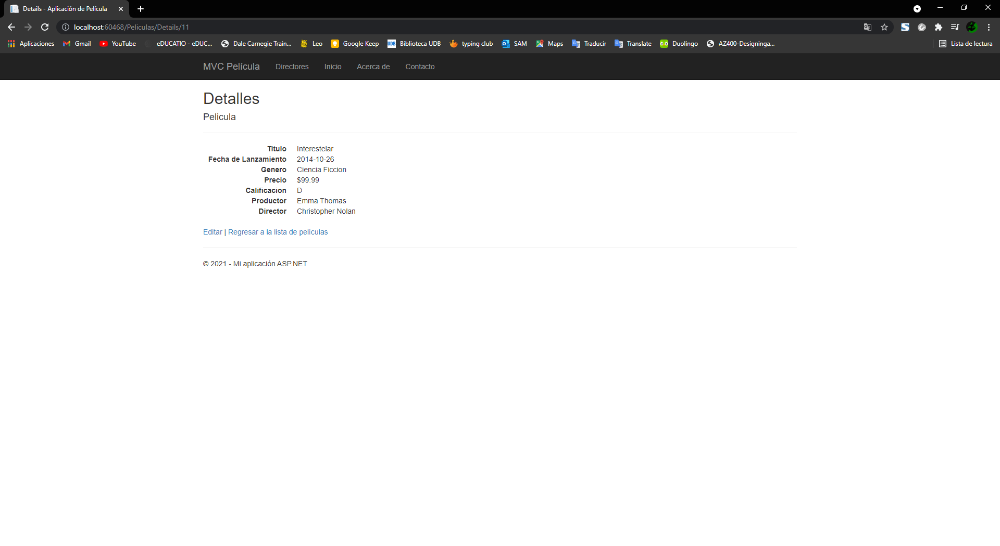 Details - Aplicación de Película
localhost:60468/Peliculas/Details/11
Aplicaciones Gmail YouTube eDUCATIO - eDUC... Dale Carnegie Train... Leo Google Keep UDB Biblioteca UDB typing club SAM Maps Traducir Translate Duolingo AZ400-Designinga... Lista de lectura
MVC Película Directores Inicio Acerca de Contacto
Detalles
Pelicula
Titulo Interestelar
Fecha de Lanzamiento 2014-10-26
Genero Ciencia Ficcion
Precio $99.99
Calificacion D
Productor Emma Thomas
Director Christopher Nolan
Editar | Regresar a la lista de películas
© 2021 - Mi aplicación ASP.NET